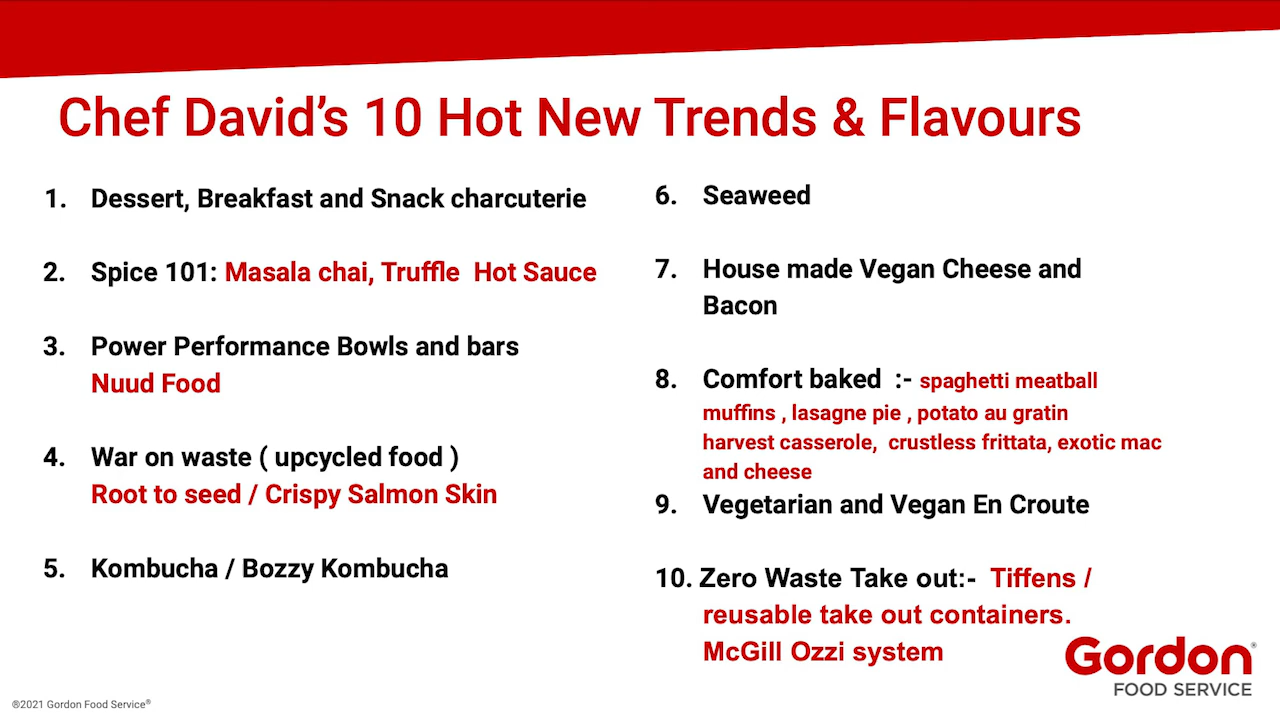 Chef David's 10 Hot New Trends & Flavours
1. Dessert, Breakfast and Snack charcuterie
2. Spice 101: Masala chai, Truffle Hot Sauce
3. Power Performance Bowls and bars
Nuud Food
4. War on waste ( upcycled food )
Root to seed / Crispy Salmon Skin
5. Kombucha / Bozzy Kombucha
6. Seaweed
7. House made Vegan Cheese and
Bacon
8. Comfort baked :- spaghetti meatball
muffins , lasagne pie , potato au gratin
harvest casserole, crustless frittata, exotic mac
and cheese
9. Vegetarian and Vegan En Croute
10. Zero Waste Take out:- Tiffens /
reusable take out containers.
McGill Ozzi system
Gordon®
FOOD SERVICE
®2021 Gordon Food Service®